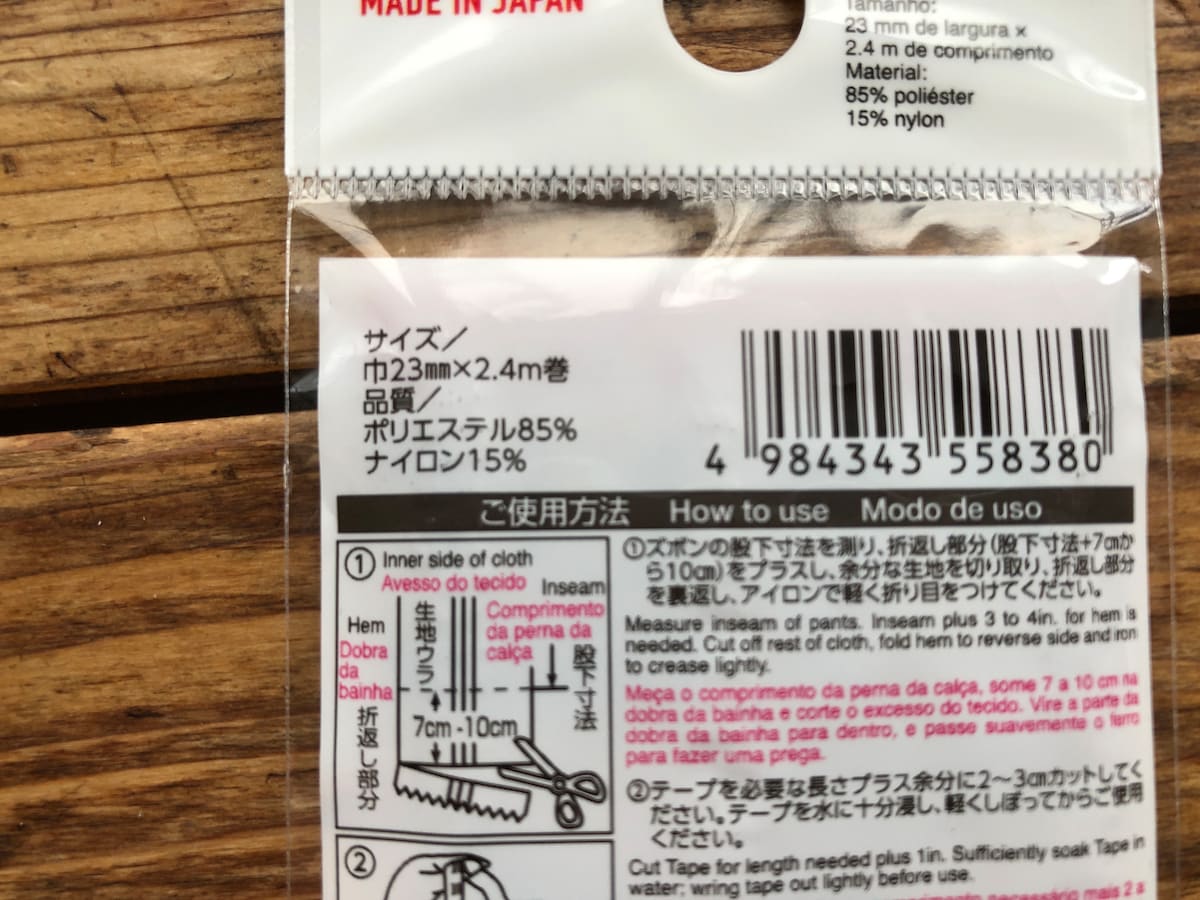 MADE IN JAPAN
Tamanho:
23 mm de largura ×
2.4 m de comprimento
Material:
85% poliéster
15% nylon
サイズ/
巾23㎜×2.4m巻
品質/
ポリエステル85%
ナイロン15%
4 984343 558380
ご使用方法 How to use Modo de uso
① Inner side of cloth
Avesso do tecido
Inseam
Comprimento
da perna da
calça
Hem
Dobra
da
bainha
生地ウラ
股下寸法
折返し部分
7cm -10cm
①ズボンの股下寸法を測り、折返し部分(股下寸法+7㎝か
ら10㎝)をプラスし、余分な生地を切り取り、折返し部分
を裏返し、アイロンで軽く折り目をつけてください。
Measure inseam of pants. Inseam plus 3 to 4in. for hem is
needed. Cut off rest of cloth, fold hem to reverse side and iron
to crease lightly.
Meça o comprimento da perna da calça, some 7 a 10 cm na
dobra da bainha e corte o excesso do tecido. Vire a parte da
dobra da bainha para dentro, e passe suavemente o ferro
para fazer uma prega.
②テープを必要な長さプラス余分に2〜3㎝カットしてく
ださい。テープを水に十分浸し、軽くしぼってからご使用
ください。
Cut Tape for length needed plus 1in. Sufficiently soak Tape in
water; wring tape out lightly before use.
comprimento necessário mais 2 a
②